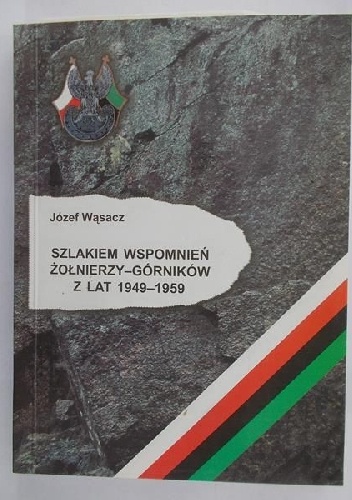 Józef Wąsacz
SZLAKIEM WSPOMNIEŃ
ŻOŁNIERZY-GÓRNIKÓW
Z LAT 1949-1959